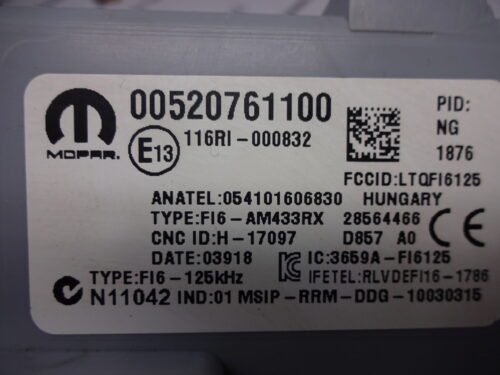 00520761100
PID:
NG
1876
MOPAR.
E13
116RI-000832
FCCID:LTQFI6125
ANATEL:054101606830 HUNGARY
TYPE:FI6-AM433RX 28564466
CNC ID:H-17097 D857 A0
CE
DATE:03918 IC:3659A-FI6125
TYPE:FI6-125kHz IFETEL:RLVDEFI16-1786
N11042 IND:01 MSIP-RRM-DDG-10030315